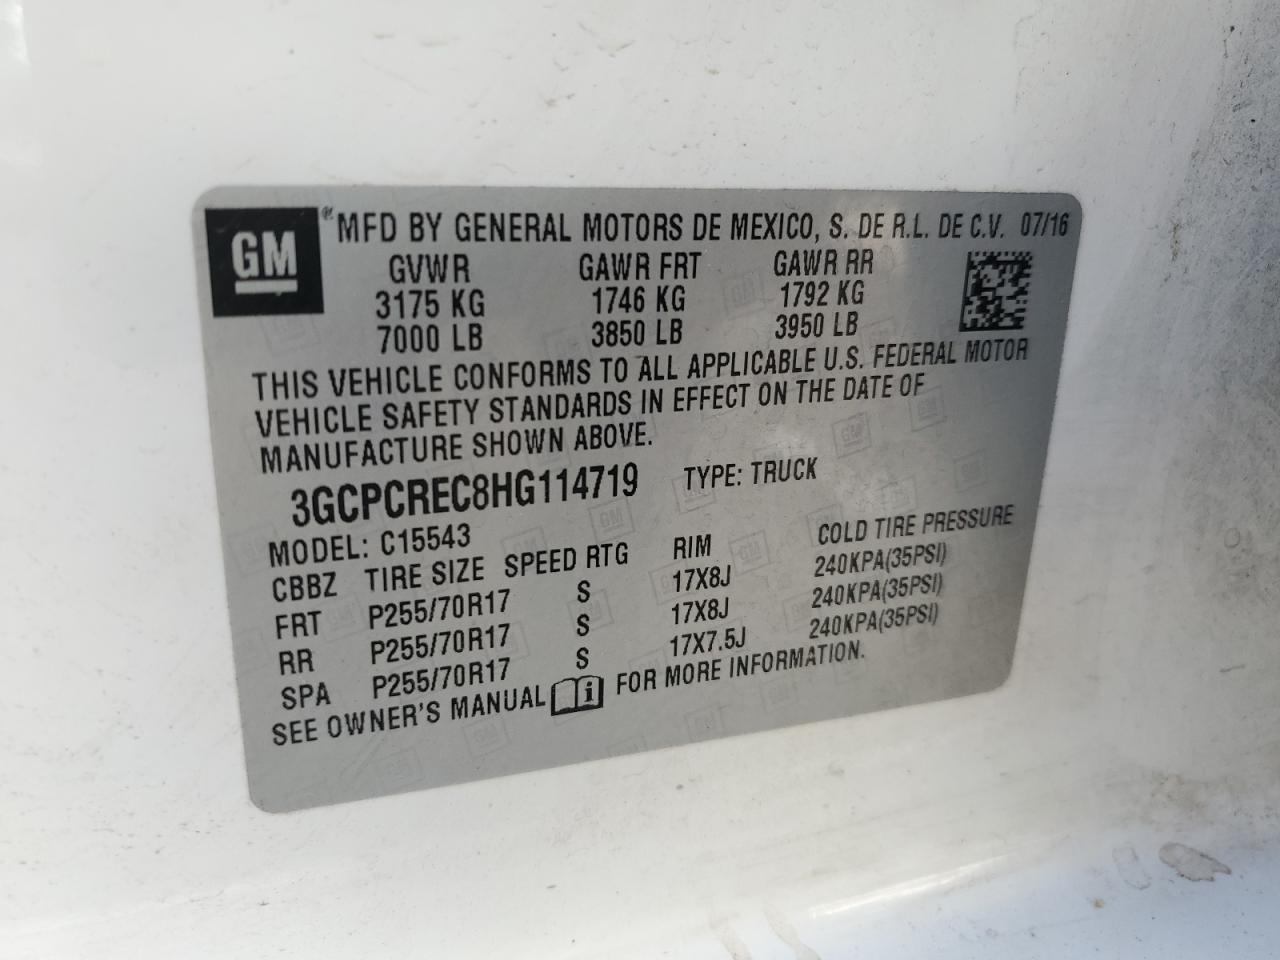 GM ® MFD BY GENERAL MOTORS DE MEXICO, S. DE R.L. DE C.V. 07/16
GVWR GAWR FRT GAWR RR
3175 KG 1746 KG 1792 KG
7000 LB 3850 LB 3950 LB
THIS VEHICLE CONFORMS TO ALL APPLICABLE U.S. FEDERAL MOTOR
VEHICLE SAFETY STANDARDS IN EFFECT ON THE DATE OF
MANUFACTURE SHOWN ABOVE.
3GCPCREC8HG114719 TYPE: TRUCK
MODEL: C15543
CBBZ TIRE SIZE SPEED RTG RIM COLD TIRE PRESSURE
FRT P255/70R17 S 17X8J 240KPA(35PSI)
RR P255/70R17 S 17X8J 240KPA(35PSI)
SPA P255/70R17 S 17X7.5J 240KPA(35PSI)
SEE OWNER'S MANUAL i FOR MORE INFORMATION.